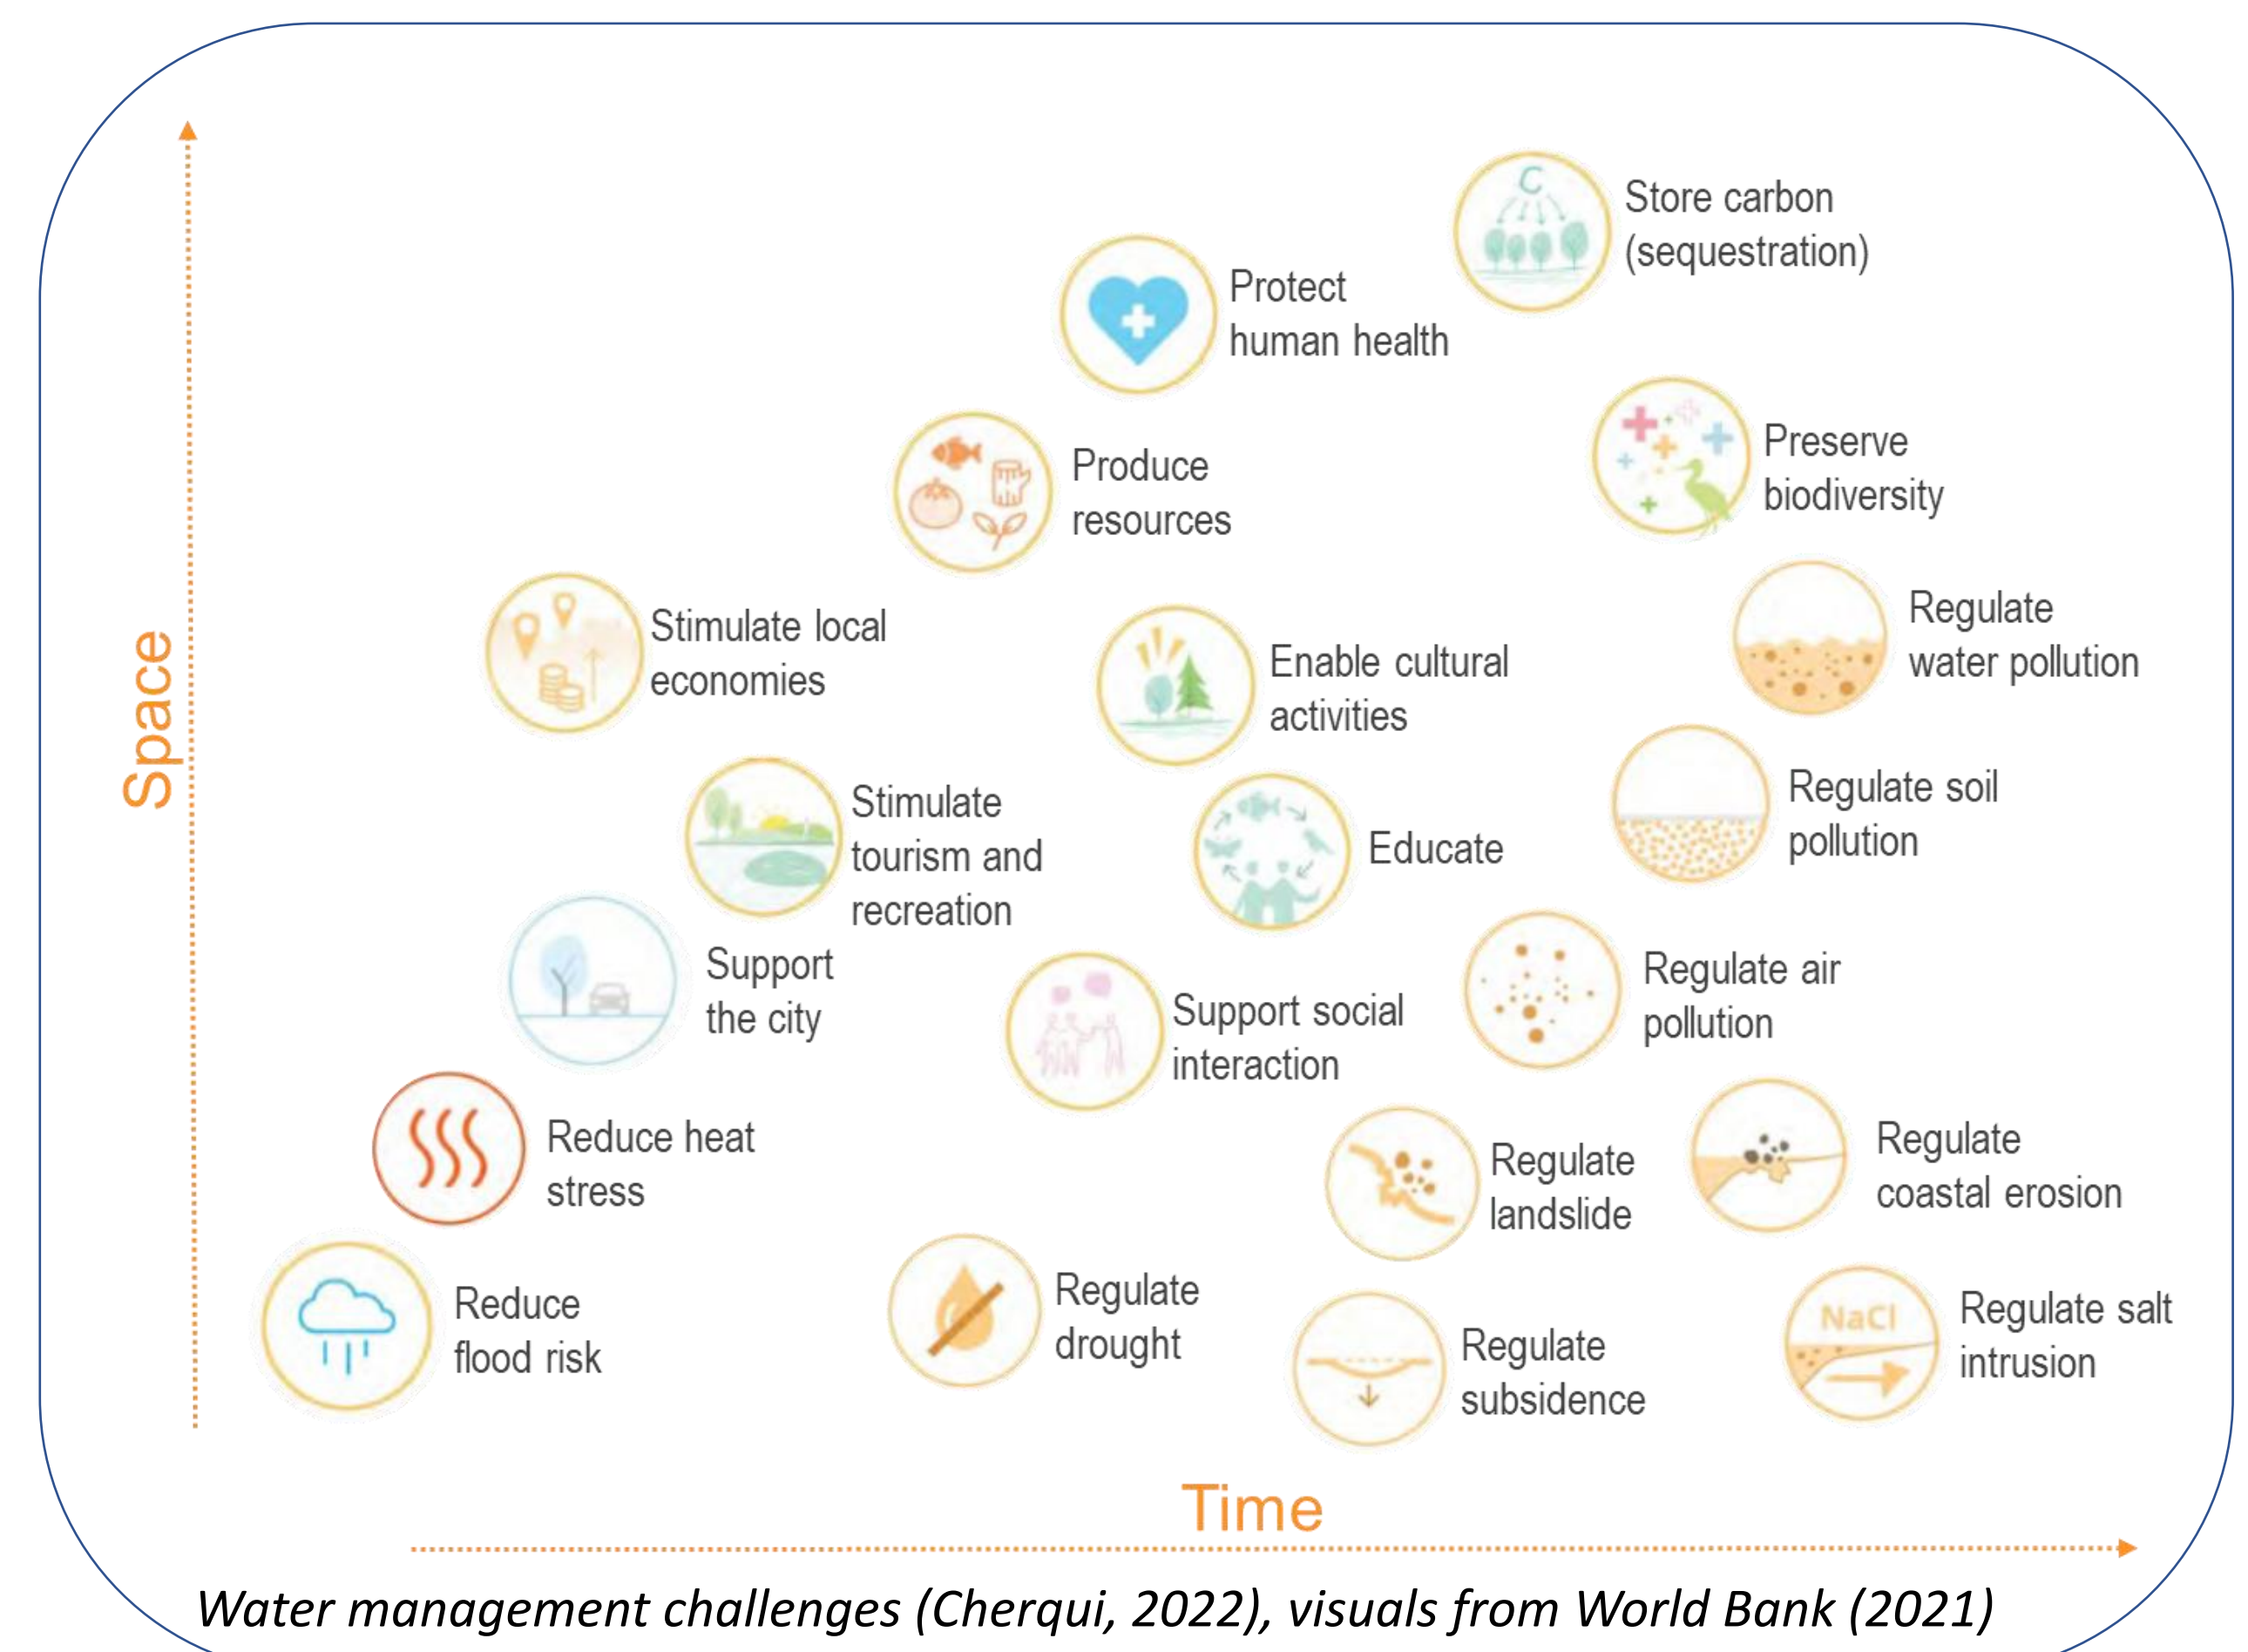 C
Store carbon
(sequestration)
Protect
human health
Preserve
biodiversity
Produce
resources
Regulate
water pollution
Stimulate local
economies
Enable cultural
activities
Space
Regulate soil
pollution
Stimulate
tourism and
recreation
Educate
Support
the city
Regulate air
pollution
Support social
interaction
Reduce heat
stress
Regulate
landslide
Regulate
coastal erosion
Reduce
flood risk
Regulate
drought
Regulate
subsidence
NaCl
Regulate salt
intrusion
Time
Water management challenges (Cherqui, 2022), visuals from World Bank (2021)